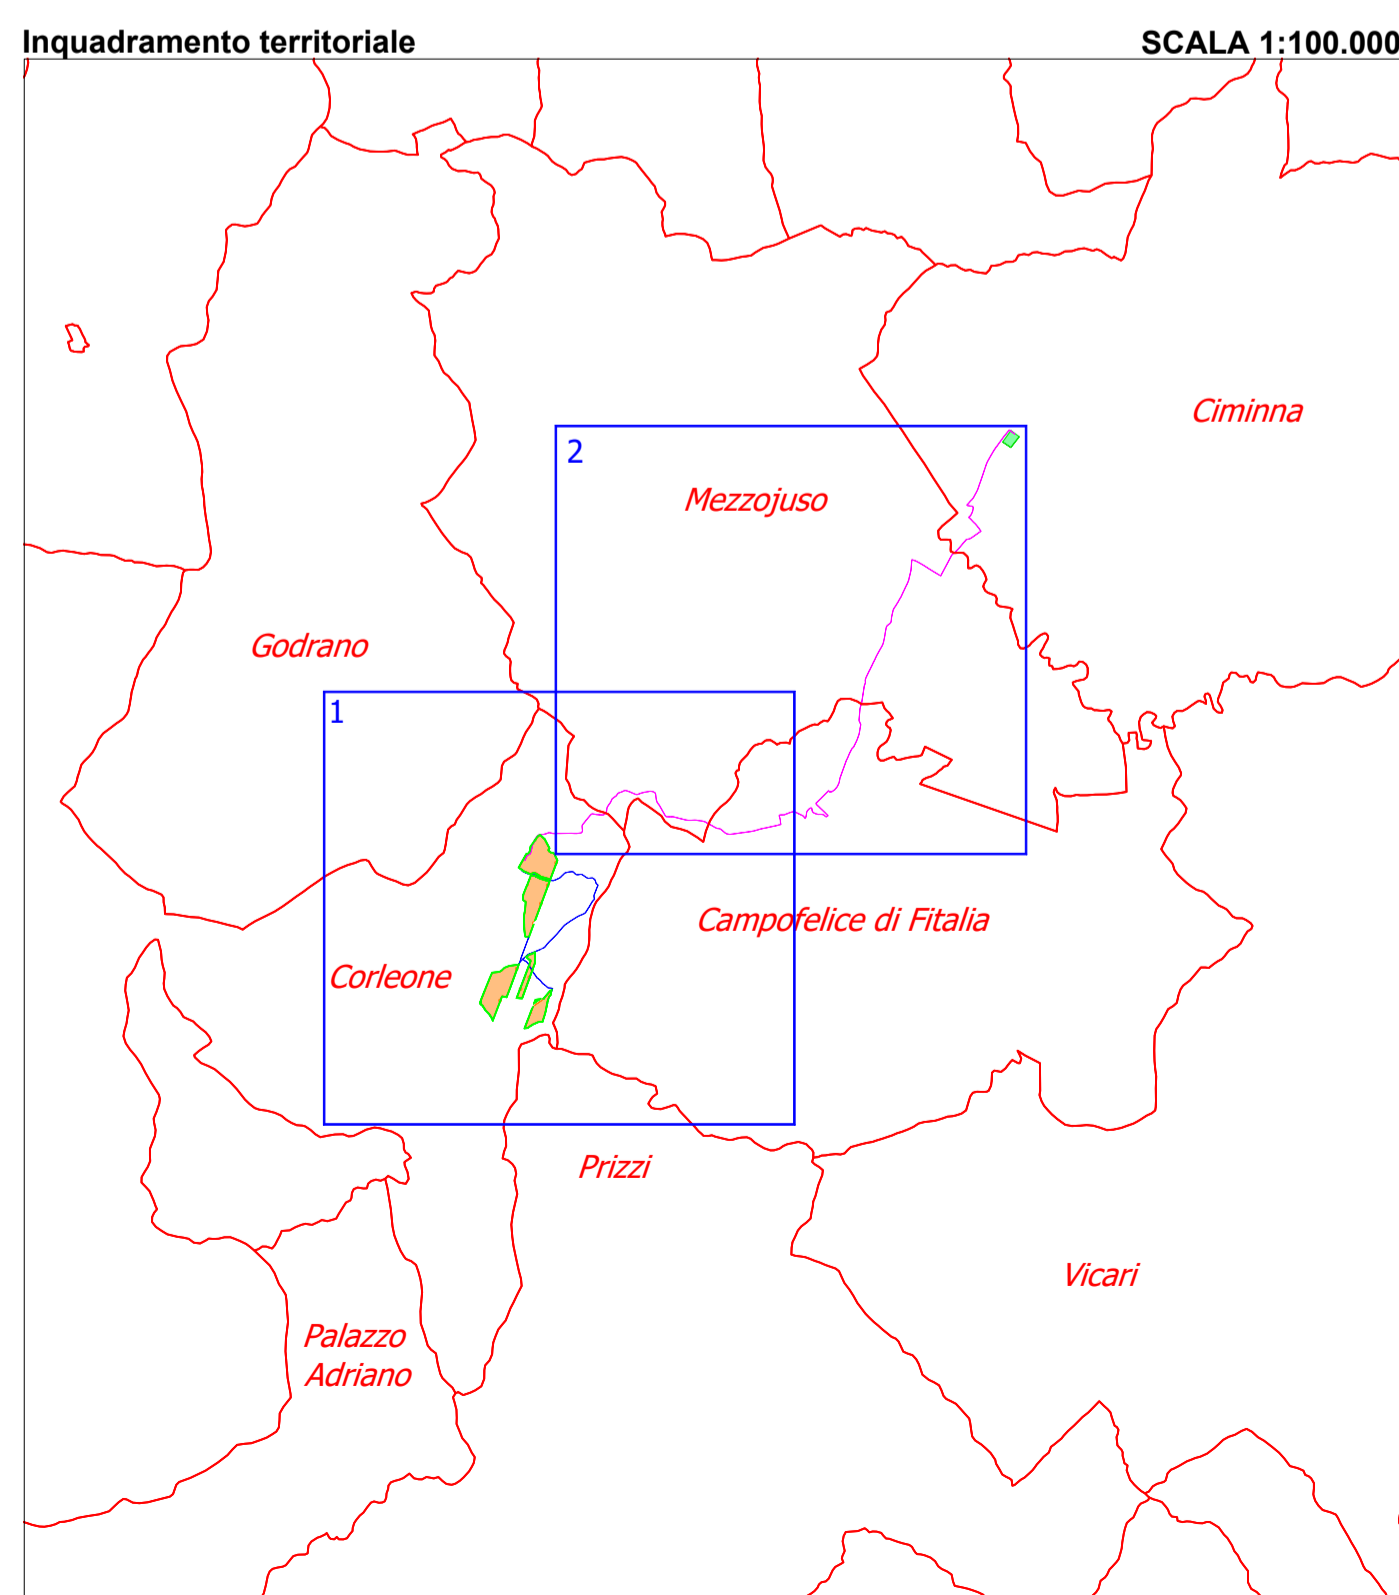 Inquadramento territoriale
SCALA 1:100.000
Ciminna
2
Mezzojuso
Godrano
1
Campofelice di Fitalia
Corleone
Prizzi
Vicari
Palazzo
Adriano